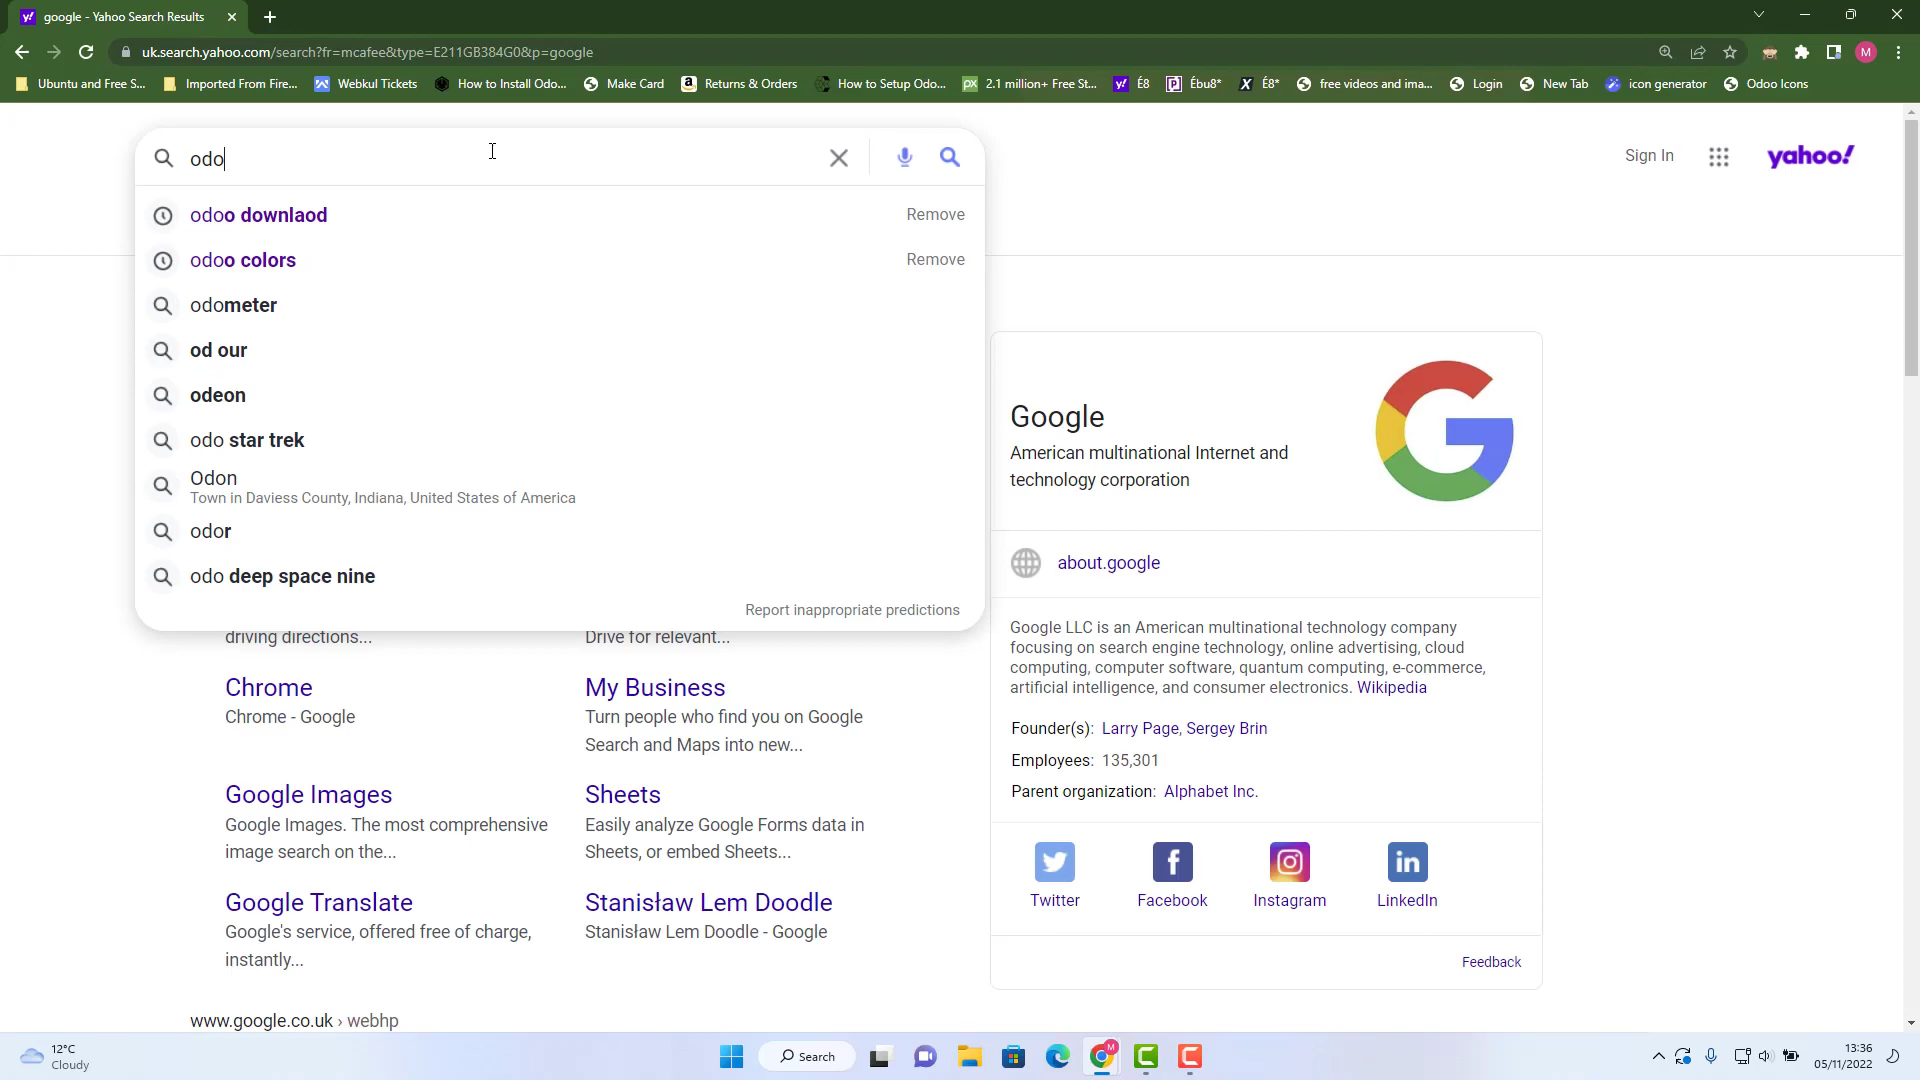 google - Yahoo Search Results
uk.search.yahoo.com/search?fr=mcafee&type=E211GB384G0&p=google
M
Ubuntu and Free S...
Imported From Fire...
Webkul Tickets
How to Install Odo...
Make Card
Returns & Orders
How to Setup Odo...
2.1 million+ Free St...
É8
Ébu8*
É8*
free videos and ima...
Login
New Tab
icon generator
Odoo Icons
odo
Sign In
yahoo!
odoo downlaod
Remove
odoo colors
Remove
odometer
od our
odeon
odo star trek
Odon
Town in Daviess County, Indiana, United States of America
odor
odo deep space nine
Report inappropriate predictions
driving directions...
Drive for relevant...
Chrome
Chrome - Google
My Business
Turn people who find you on Google
Search and Maps into new...
Google Images
Google Images. The most comprehensive
image search on the...
Sheets
Easily analyze Google Forms data in
Sheets, or embed Sheets...
Google Translate
Google's service, offered free of charge,
instantly...
Stanisław Lem Doodle
Stanisław Lem Doodle - Google
www.google.co.uk › webhp
Google
American multinational Internet and
technology corporation
about.google
Google LLC is an American multinational technology company
focusing on search engine technology, online advertising, cloud
computing, computer software, quantum computing, e-commerce,
artificial intelligence, and consumer electronics. Wikipedia
Founder(s): Larry Page, Sergey Brin
Employees: 135,301
Parent organization: Alphabet Inc.
Twitter
Facebook
Instagram
LinkedIn
Feedback
12°C
Cloudy
Search
13:36
05/11/2022